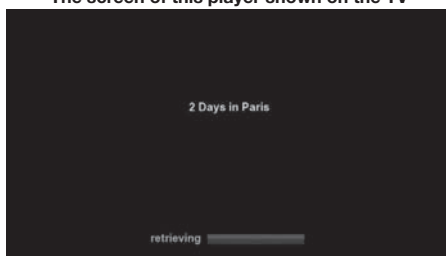 The screen of this player shown on the TV
2 Days in Paris
retrieving